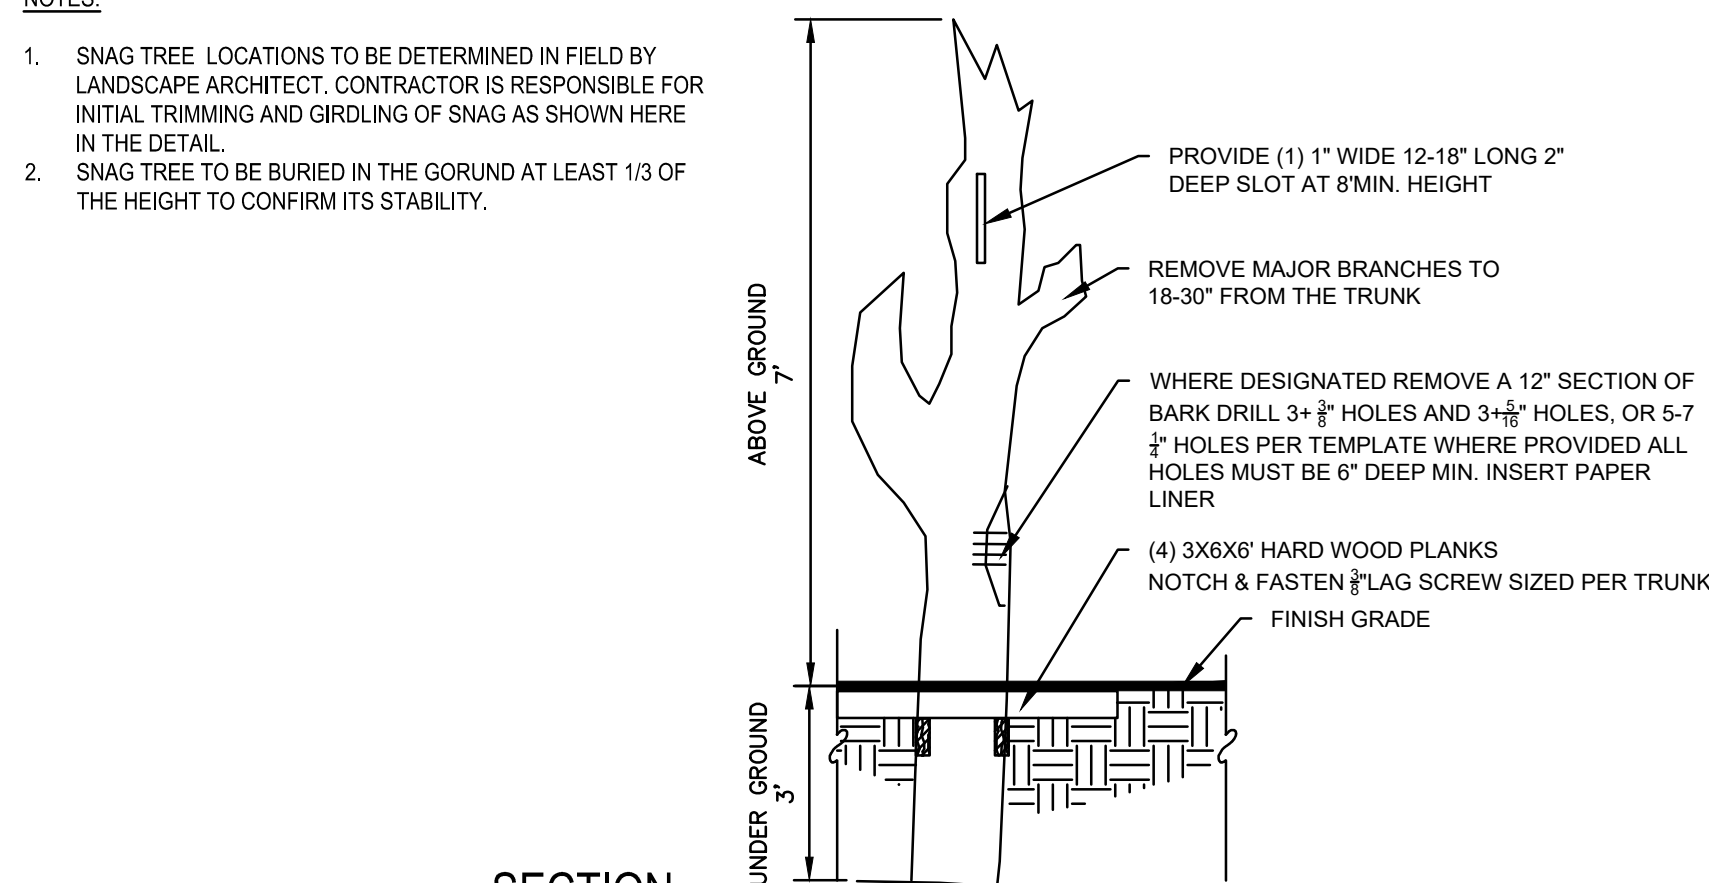 NOTES:
1. SNAG TREE LOCATIONS TO BE DETERMINED IN FIELD BY
LANDSCAPE ARCHITECT. CONTRACTOR IS RESPONSIBLE FOR
INITIAL TRIMMING AND GIRDLING OF SNAG AS SHOWN HERE
IN THE DETAIL.
2. SNAG TREE TO BE BURIED IN THE GORUND AT LEAST 1/3 OF
THE HEIGHT TO CONFIRM ITS STABILITY.
PROVIDE (1) 1" WIDE 12-18" LONG 2"
DEEP SLOT AT 8'MIN. HEIGHT
REMOVE MAJOR BRANCHES TO
18-30" FROM THE TRUNK
WHERE DESIGNATED REMOVE A 12" SECTION OF
BARK DRILL 3+ 3/8" HOLES AND 3+5/16" HOLES, OR 5-7
1/4" HOLES PER TEMPLATE WHERE PROVIDED ALL
HOLES MUST BE 6" DEEP MIN. INSERT PAPER
LINER
(4) 3X6X6' HARD WOOD PLANKS
NOTCH & FASTEN 3/8"LAG SCREW SIZED PER TRUNK
FINISH GRADE
ABOVE GROUND
7'
UNDER GROUND
3'
SECTION